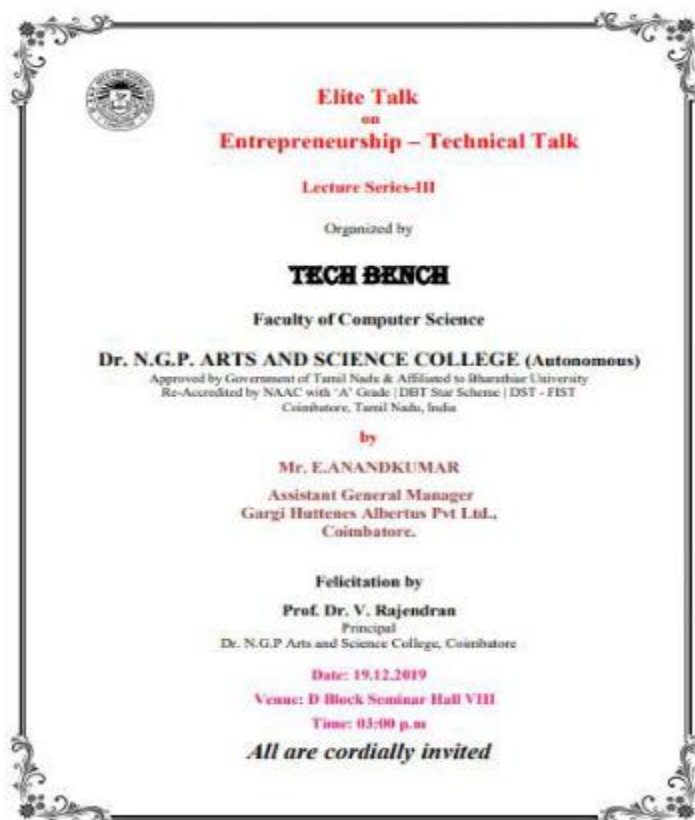 Elite Talk
on
Entrepreneurship – Technical Talk
Lecture Series-III
Organized by
TECH BENCH
Faculty of Computer Science
Dr. N.G.P. ARTS AND SCIENCE COLLEGE (Autonomous)
Approved by Government of Tamil Nadu & Affiliated to Bharathiar University
Re-Accredited by NAAC with 'A' Grade | DBT Star Scheme | DST - FIST
Coimbatore, Tamil Nadu, India
by
Mr. E.ANANDKUMAR
Assistant General Manager
Gargi Huttenes Albertus Pvt Ltd.,
Coimbatore.
Felicitation by
Prof. Dr. V. Rajendran
Principal
Dr. N.G.P Arts and Science College, Coimbatore
Date: 19.12.2019
Venue: D Block Seminar Hall VIII
Time: 03:00 p.m
All are cordially invited